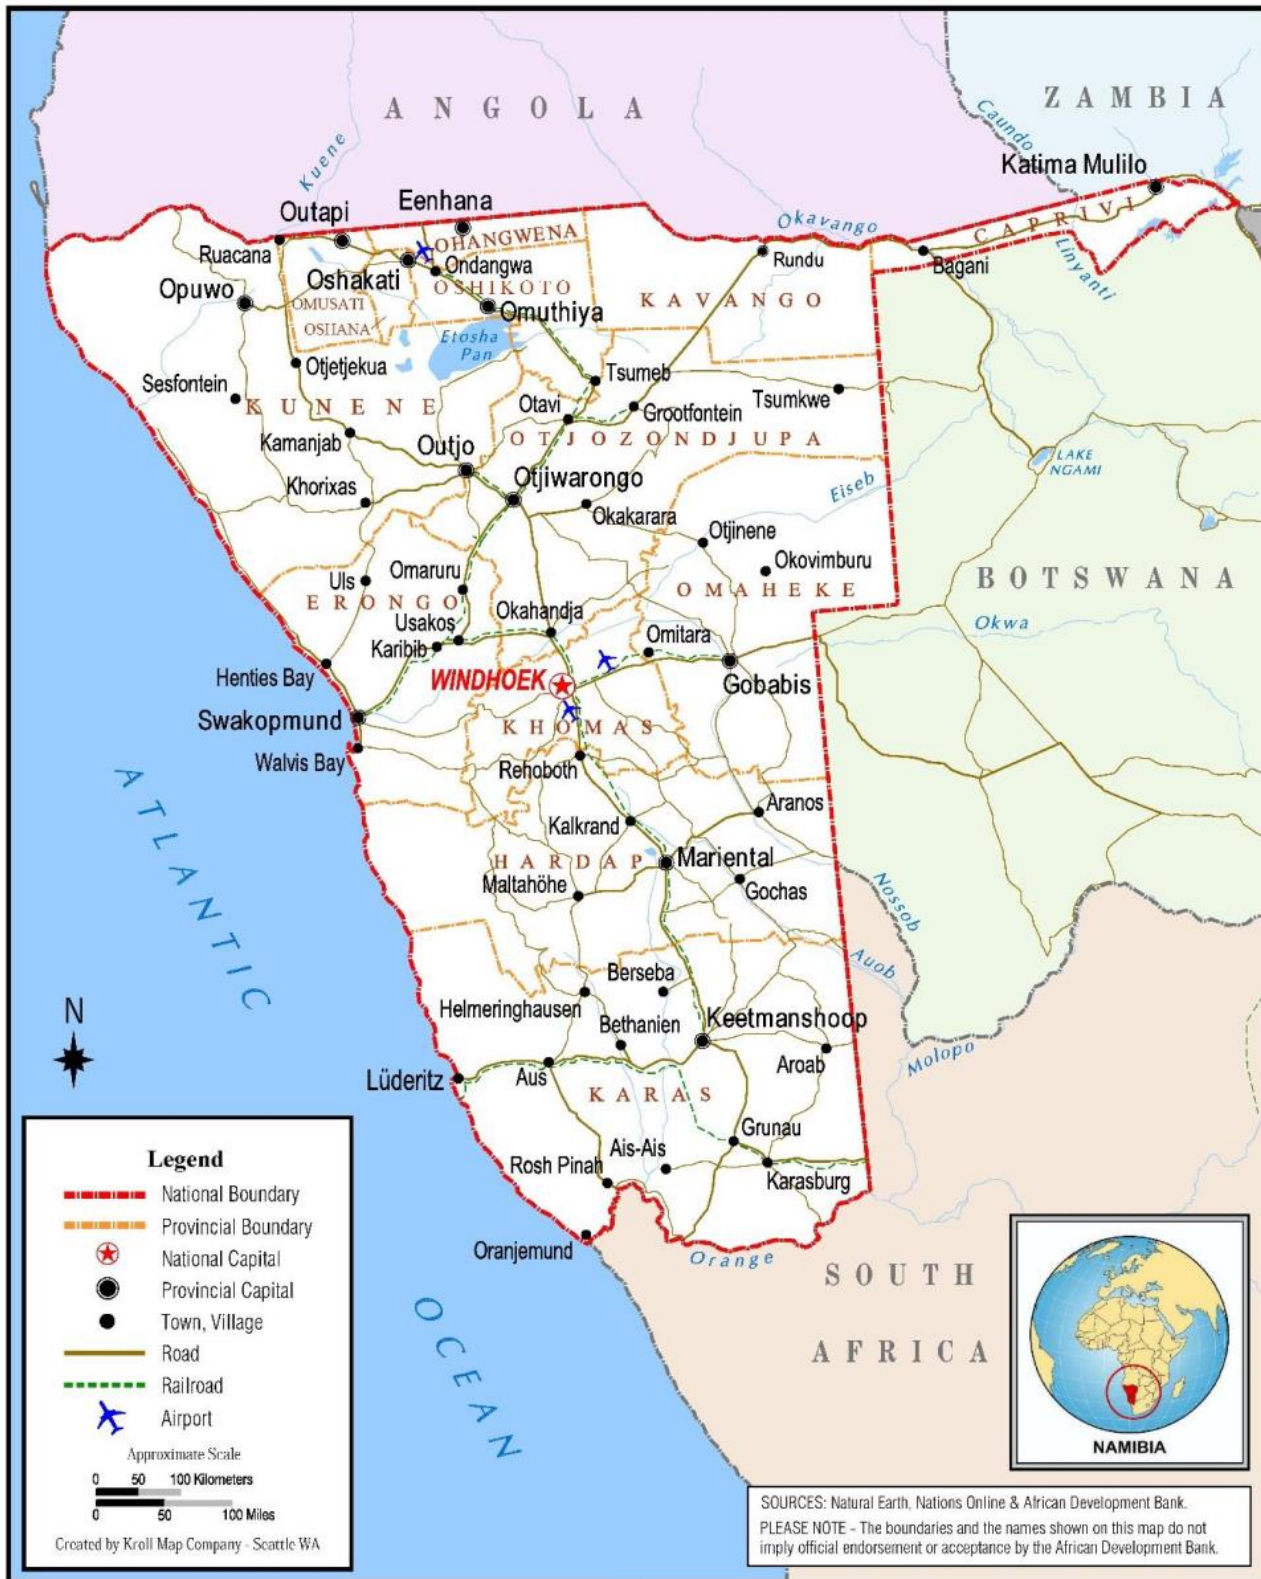 ANGOLA
ZAMBIA
Caundo
Katima Mulilo
Kuene
Eenhana
Outapi
Okavango
CAPRIVI
OHANGWENA
Ruacana
Rundu
Bagani
Linyanti
Oshakati
Ondangwa
OSHIKOTO
Opuwo
OMUSATI
Omuthiya
KAVANGO
OSHANA
Etosha
Pan
Otjetjekua
Tsumeb
Sesfontein
KUNENE
Otavi
Grootfontein
Tsumkwe
Kamanjab
Outjo
OTJOZONDJUPA
LAKE
NGAMI
Khorixas
Otjiwarongo
Eiseb
Okakarara
Otjinene
Okovimburu
Uls
Omaruru
OMAHEKE
BOTSWANA
ERONGO
Okahandja
Usakos
Omitara
Okwa
Karibib
Henties Bay
WINDHOEK
Gobabis
Swakopmund
KHOMAS
Walvis Bay
Rehoboth
ATLANTIC
Aranos
Kalkrand
HARDAP
Mariental
Maltahöhe
Gochas
Nossob
Auob
Berseba
Helmeringhausen
Bethanien
Keetmanshoop
N
Molopo
Aroab
Lüderitz
Aus
KARAS
Grunau
Ais-Ais
Rosh Pinah
Karasburg
Oranjemund
Orange
SOUTH
AFRICA
OCEAN
Legend
National Boundary
Provincial Boundary
National Capital
Provincial Capital
Town, Village
Road
Railroad
Airport
Approximate Scale
0 50 100 Kilometers
0 50 100 Miles
Created by Kroll Map Company - Seattle WA
NAMIBIA
SOURCES: Natural Earth, Nations Online & African Development Bank.
PLEASE NOTE - The boundaries and the names shown on this map do not
imply official endorsement or acceptance by the African Development Bank.